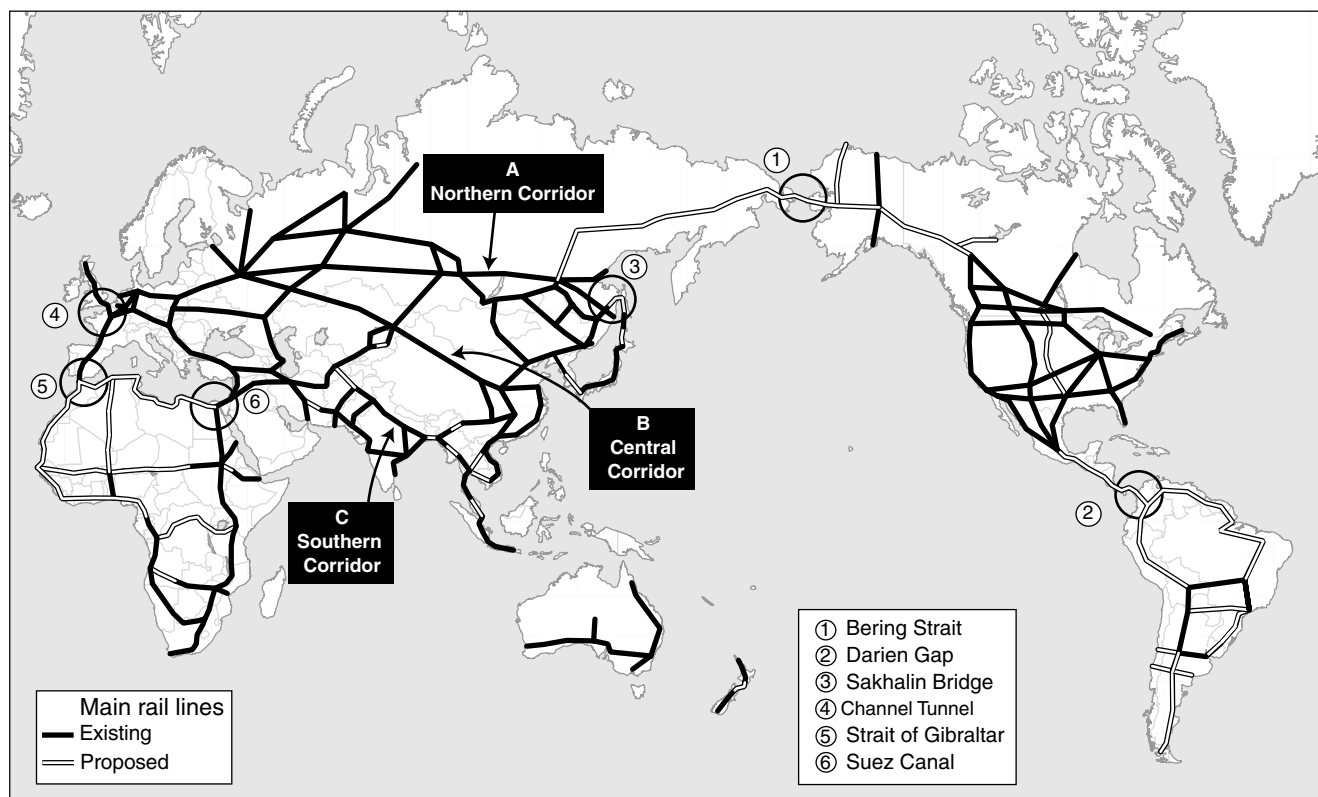 1
A
Northern Corridor
3
4
5
6
B
Central
Corridor
2
C
Southern
Corridor
Main rail lines
Existing
Proposed
1 Bering Strait
2 Darien Gap
3 Sakhalin Bridge
4 Channel Tunnel
5 Strait of Gibraltar
6 Suez Canal